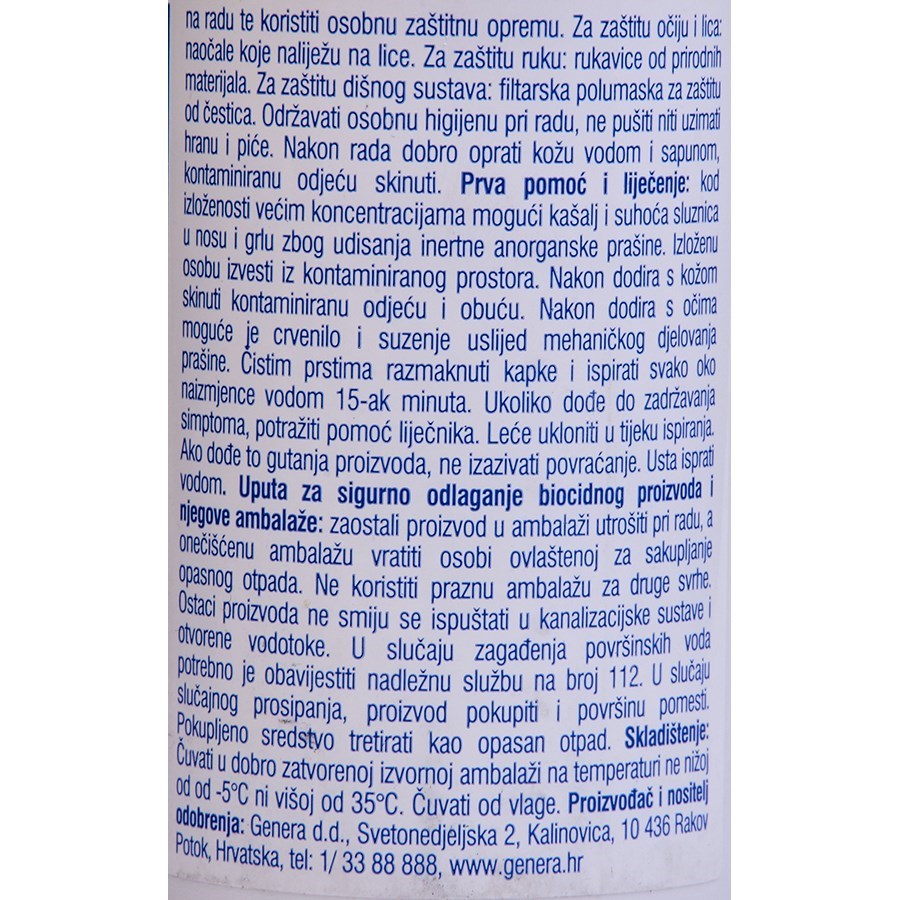 na radu te koristiti osobnu zaštitnu opremu. Za zaštitu očiju i lica:
naočale koje naliježu na lice. Za zaštitu ruku: rukavice od prirodnih
materijala. Za zaštitu dišnog sustava: filtarska polumaska za zaštitu
od čestica. Održavati osobnu higijenu pri radu, ne pušiti niti uzimati
hranu i piće. Nakon rada dobro oprati kožu vodom i sapunom,
kontaminiranu odjeću skinuti. Prva pomoć i liječenje: kod
izloženosti većim koncentracijama mogući kašalj i suhoća sluznica
u nosu i grlu zbog udisanja inertne anorganske prašine. Izloženu
osobu izvesti iz kontaminiranog prostora. Nakon dodira s kožom
skinuti kontaminiranu odjeću i obuću. Nakon dodira s očima
moguće je crvenilo i suzenje uslijed mehaničkog djelovanja
prašine. Čistim prstima razmaknuti kapke i ispirati svako oko
naizmjence vodom 15-ak minuta. Ukoliko dođe do zadržavanja
simptoma, potražiti pomoć liječnika. Leće ukloniti u tijeku ispiranja.
Ako dođe to gutanja proizvoda, ne izazivati povraćanje. Usta isprati
vodom. Uputa za sigurno odlaganje biocidnog proizvoda i
njegove ambalaže: zaostali proizvod u ambalaži utrošiti pri radu, a
onečišćenu ambalažu vratiti osobi ovlaštenoj za sakupljanje
opasnog otpada. Ne koristiti praznu ambalažu za druge svrhe.
Ostaci proizvoda ne smiju se ispuštati u kanalizacijske sustave i
otvorene vodotoke. U slučaju zagađenja površinskih voda
potrebno je obavijestiti nadležnu službu na broj 112. U slučaju
slučajnog prosipanja, proizvod pokupiti i površinu pomesti.
Pokupljeno sredstvo tretirati kao opasan otpad. Skladištenje:
Čuvati u dobro zatvorenoj izvornoj ambalaži na temperaturi ne nižoj
od od -5°C ni višoj od 35°C. Čuvati od vlage. Proizvođač i nositelj
odobrenja: Genera d.d., Svetonedjeljska 2, Kalinovica, 10 436 Rakov
Potok, Hrvatska, tel: 1/ 33 88 888, www.genera.hr